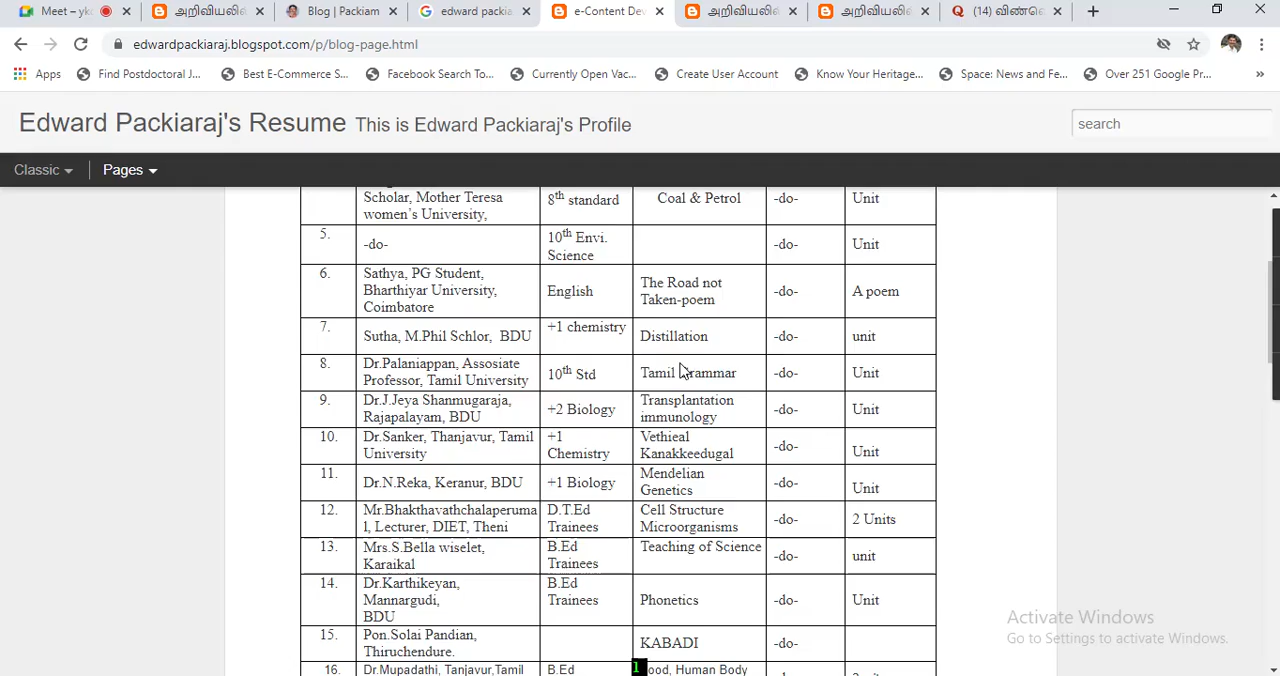 Meet – yko
அறிவியலில்
Blog | Packiam
edward packia
e-Content Dev
அறிவியலில்
அறிவியலில்
(14) விண்வெ
edwardpackiaraj.blogspot.com/p/blog-page.html
Apps Find Postdoctoral J... Best E-Commerce S... Facebook Search To... Currently Open Vac... Create User Account Know Your Heritage... Space: News and Fe... Over 251 Google Pr... »
Edward Packiaraj's Resume This is Edward Packiaraj's Profile
search
Classic Pages
Scholar, Mother Teresa
women's University,
8th standard
Coal & Petrol
-do-
Unit
5.
-do-
10th Envi.
Science
-do-
Unit
6.
Sathya, PG Student,
Bharthiyar University,
Coimbatore
English
The Road not
Taken-poem
-do-
A poem
7.
Sutha, M.Phil Schlor, BDU
+1 chemistry
Distillation
-do-
unit
8.
Dr.Palaniappan, Assosiate
Professor, Tamil University
10th Std
Tamil Grammar
-do-
Unit
9.
Dr.J.Jeya Shanmugaraja,
Rajapalayam, BDU
+2 Biology
Transplantation
immunology
-do-
Unit
10.
Dr.Sanker, Thanjavur, Tamil
University
+1
Chemistry
Vethieal
Kanakkeedugal
-do-
Unit
11.
Dr.N.Reka, Keranur, BDU
+1 Biology
Mendelian
Genetics
-do-
Unit
12.
Mr.Bhakthavathchalaperuma
l, Lecturer, DIET, Theni
D.T.Ed
Trainees
Cell Structure
Microorganisms
-do-
2 Units
13.
Mrs.S.Bella wiselet,
Karaikal
B.Ed
Trainees
Teaching of Science
-do-
unit
14.
Dr.Karthikeyan,
Mannargudi,
BDU
B.Ed
Trainees
Phonetics
-do-
Unit
15.
Pon.Solai Pandian,
Thiruchendure.
KABADI
-do-
16.
Dr.Mupadathi, Tanjavur,Tamil
B.Ed
ood, Human Body
1
Activate Windows
Go to Settings to activate Windows.